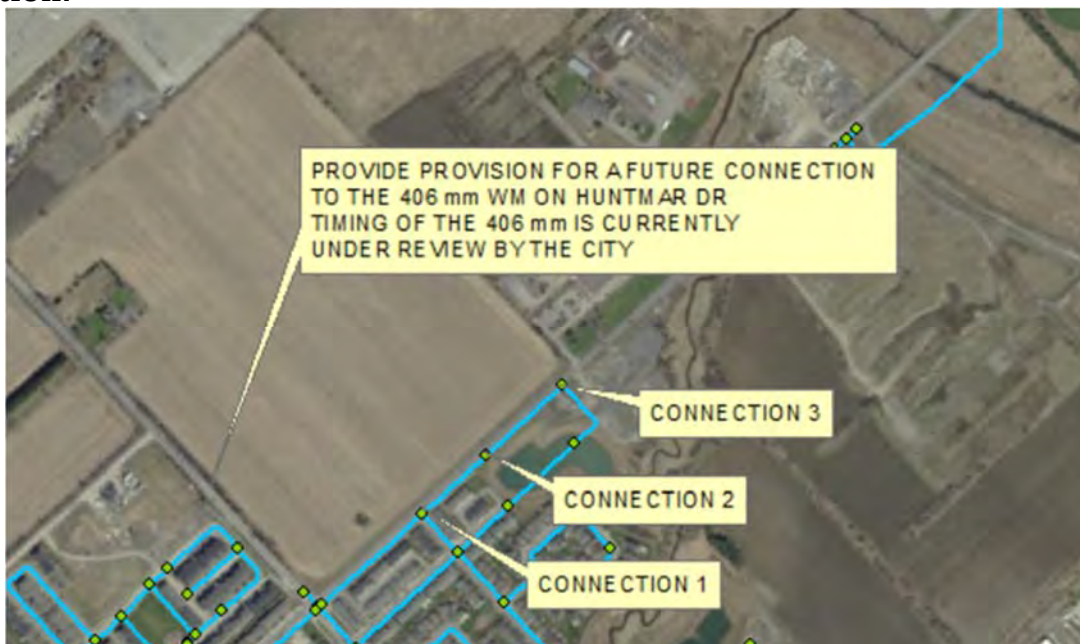 PROVIDE PROVISION FOR A FUTURE CONNECTION
TO THE 406 mm WM ON HUNTMAR DR
TIMING OF THE 406 mm IS CURRENTLY
UNDER REVIEW BY THE CITY
CONNECTION 3
CONNECTION 2
CONNECTION 1